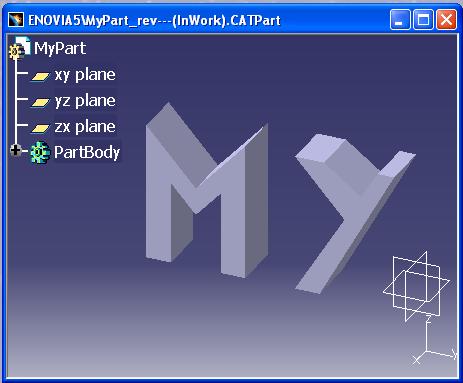 ENOVIA5\MyPart_rev---(InWork).CATPart
MyPart
xy plane
yz plane
zx plane
PartBody
My
z
x
y